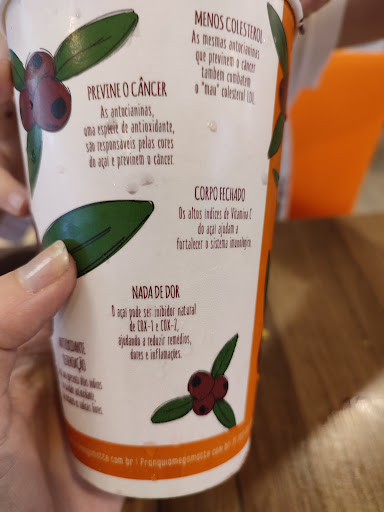 MENOS COLESTEROL
As mesmas antocianinas
que previnem o câncer
também combatem
o "mau" colesterol LDL.
PREVINE O CÂNCER
As antocianinas,
uma espécie de antioxidante,
são responsáveis pelas cores
do açaí e previnem o câncer.
CORPO FECHADO
Os altos índices de Vitamina C
do açaí ajudam a
fortalecer o sistema imunológico.
NADA DE DOR
O açaí pode ser inibidor natural
de COX-1 e COX-2,
ajudando a reduzir remédios,
dores e inflamações.
índices
antioxidante,